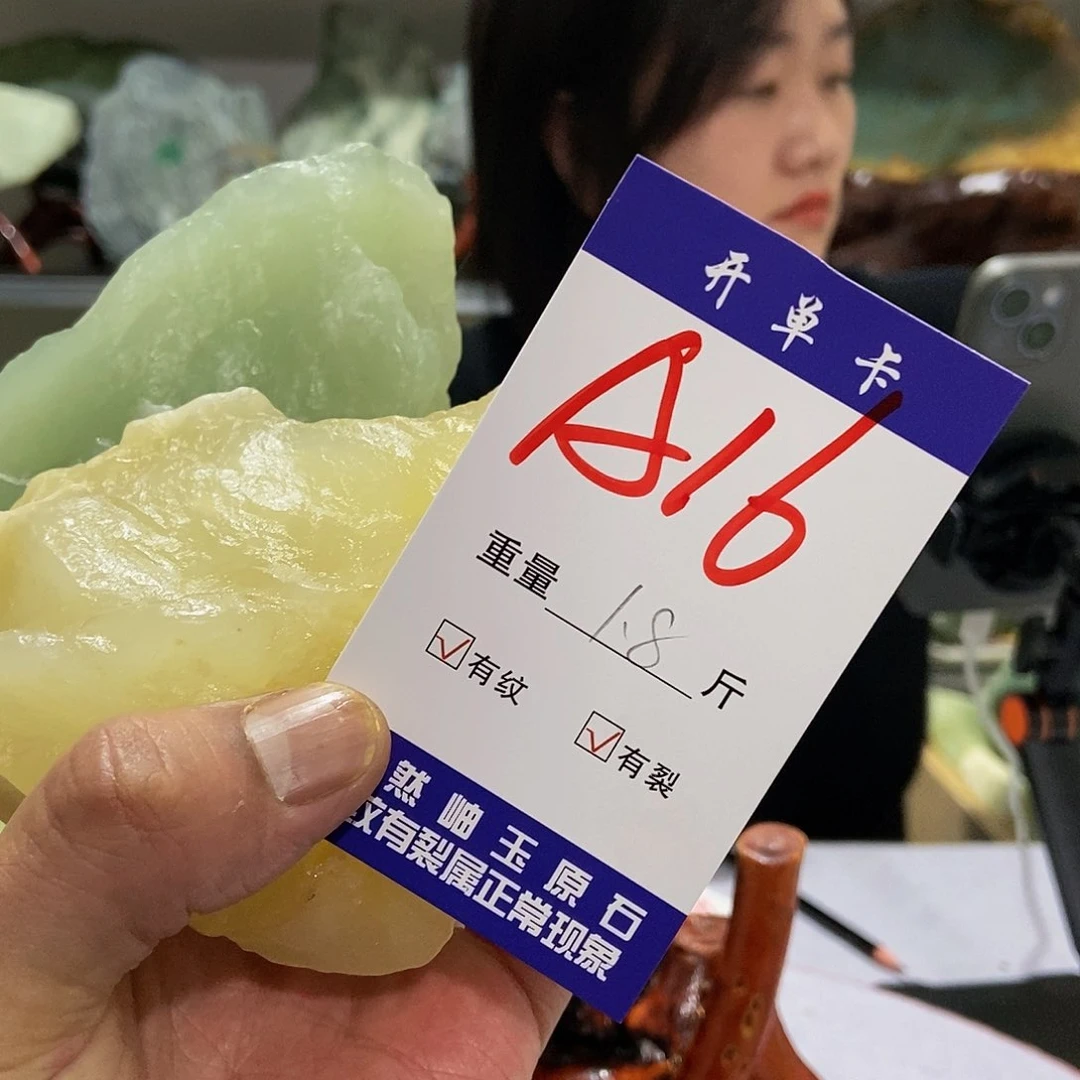 开单卡
A16
重量 1.8 斤
☑有纹 ☑有裂
然岫玉原石
纹有裂属正常现象